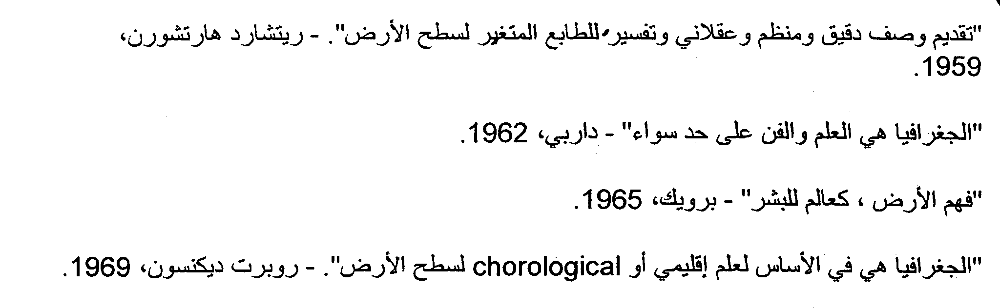 "تقديم وصف دقيق ومنظم وعقلاني وتفسير للطابع المتغير لسطح الأرض". - ريتشارد هارتشورن،
1959.
"الجغرافيا هي العلم والفن على حد سواء" - داربي، 1962.
"فهم الأرض ، كعالم للبشر" - برويك، 1965.
"الجغرافيا هي في الأساس لعلم إقليمي أو chorological لسطح الأرض". - روبرت ديكنسون، 1969.